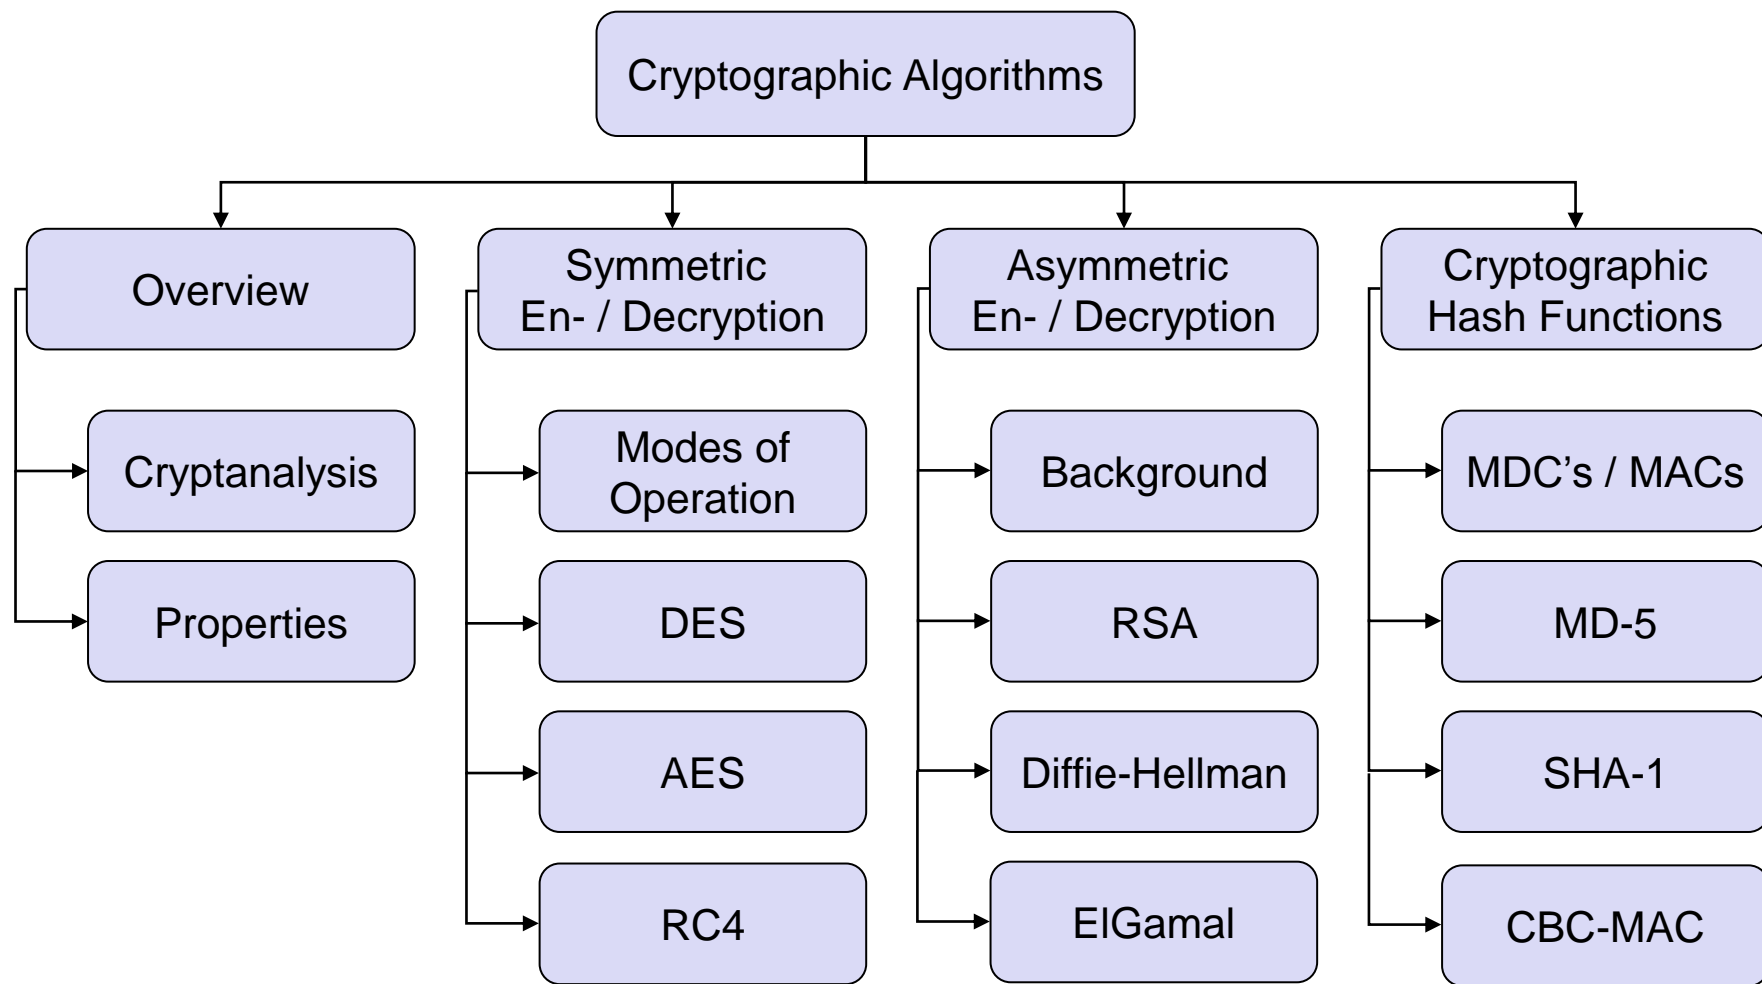 Cryptographic Algorithms
Overview
Symmetric
En- / Decryption
Asymmetric
En- / Decryption
Cryptographic
Hash Functions
Cryptanalysis
Modes of
Operation
Background
MDC’s / MACs
Properties
DES
RSA
MD-5
AES
Diffie-Hellman
SHA-1
RC4
ElGamal
CBC-MAC